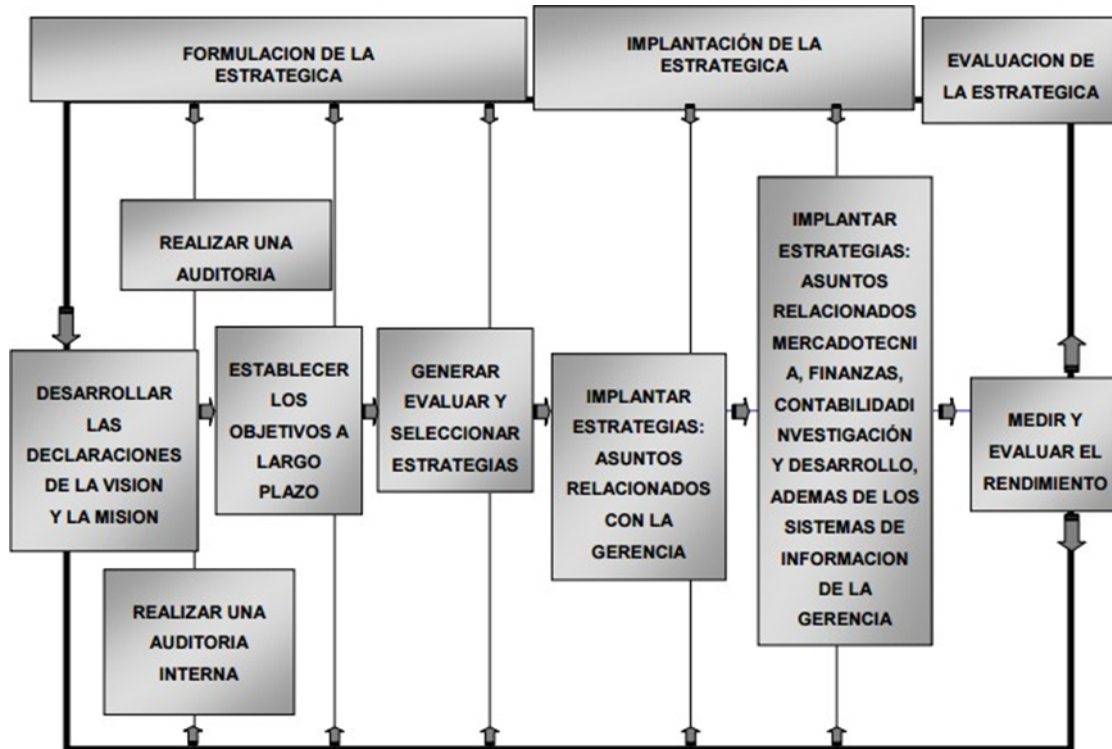 FORMULACION DE LA
ESTRATEGICA
IMPLANTACIÓN DE LA
ESTRATEGICA
EVALUACION DE
LA ESTRATEGICA
REALIZAR UNA
AUDITORIA
DESARROLLAR
LAS
DECLARACIONES
DE LA VISION
Y LA MISION
REALIZAR UNA
AUDITORIA
INTERNA
ESTABLECER
LOS
OBJETIVOS A
LARGO
PLAZO
GENERAR
EVALUAR Y
SELECCIONAR
ESTRATEGIAS
IMPLANTAR
ESTRATEGIAS:
ASUNTOS
RELACIONADOS
CON LA
GERENCIA
IMPLANTAR
ESTRATEGIAS:
ASUNTOS
RELACIONADOS
MERCADOTECNI
A, FINANZAS,
CONTABILIDADI
NVESTIGACIÓN
Y DESARROLLO,
ADEMAS DE LOS
SISTEMAS DE
INFORMACION
DE LA
GERENCIA
MEDIR Y
EVALUAR EL
RENDIMIENTO